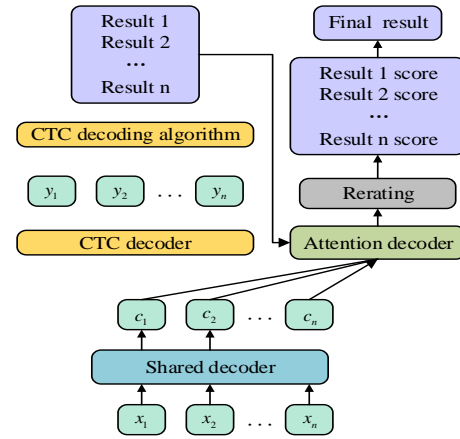 Result 1
Result 2
...
Result n
Final result
Result 1 score
Result 2 score
...
Result n score
CTC decoding algorithm
y₁ y₂ . . . yₙ
Rerating
CTC decoder
Attention decoder
c₁ c₂ . . . cₙ
Shared decoder
x₁ x₂ . . . xₙ